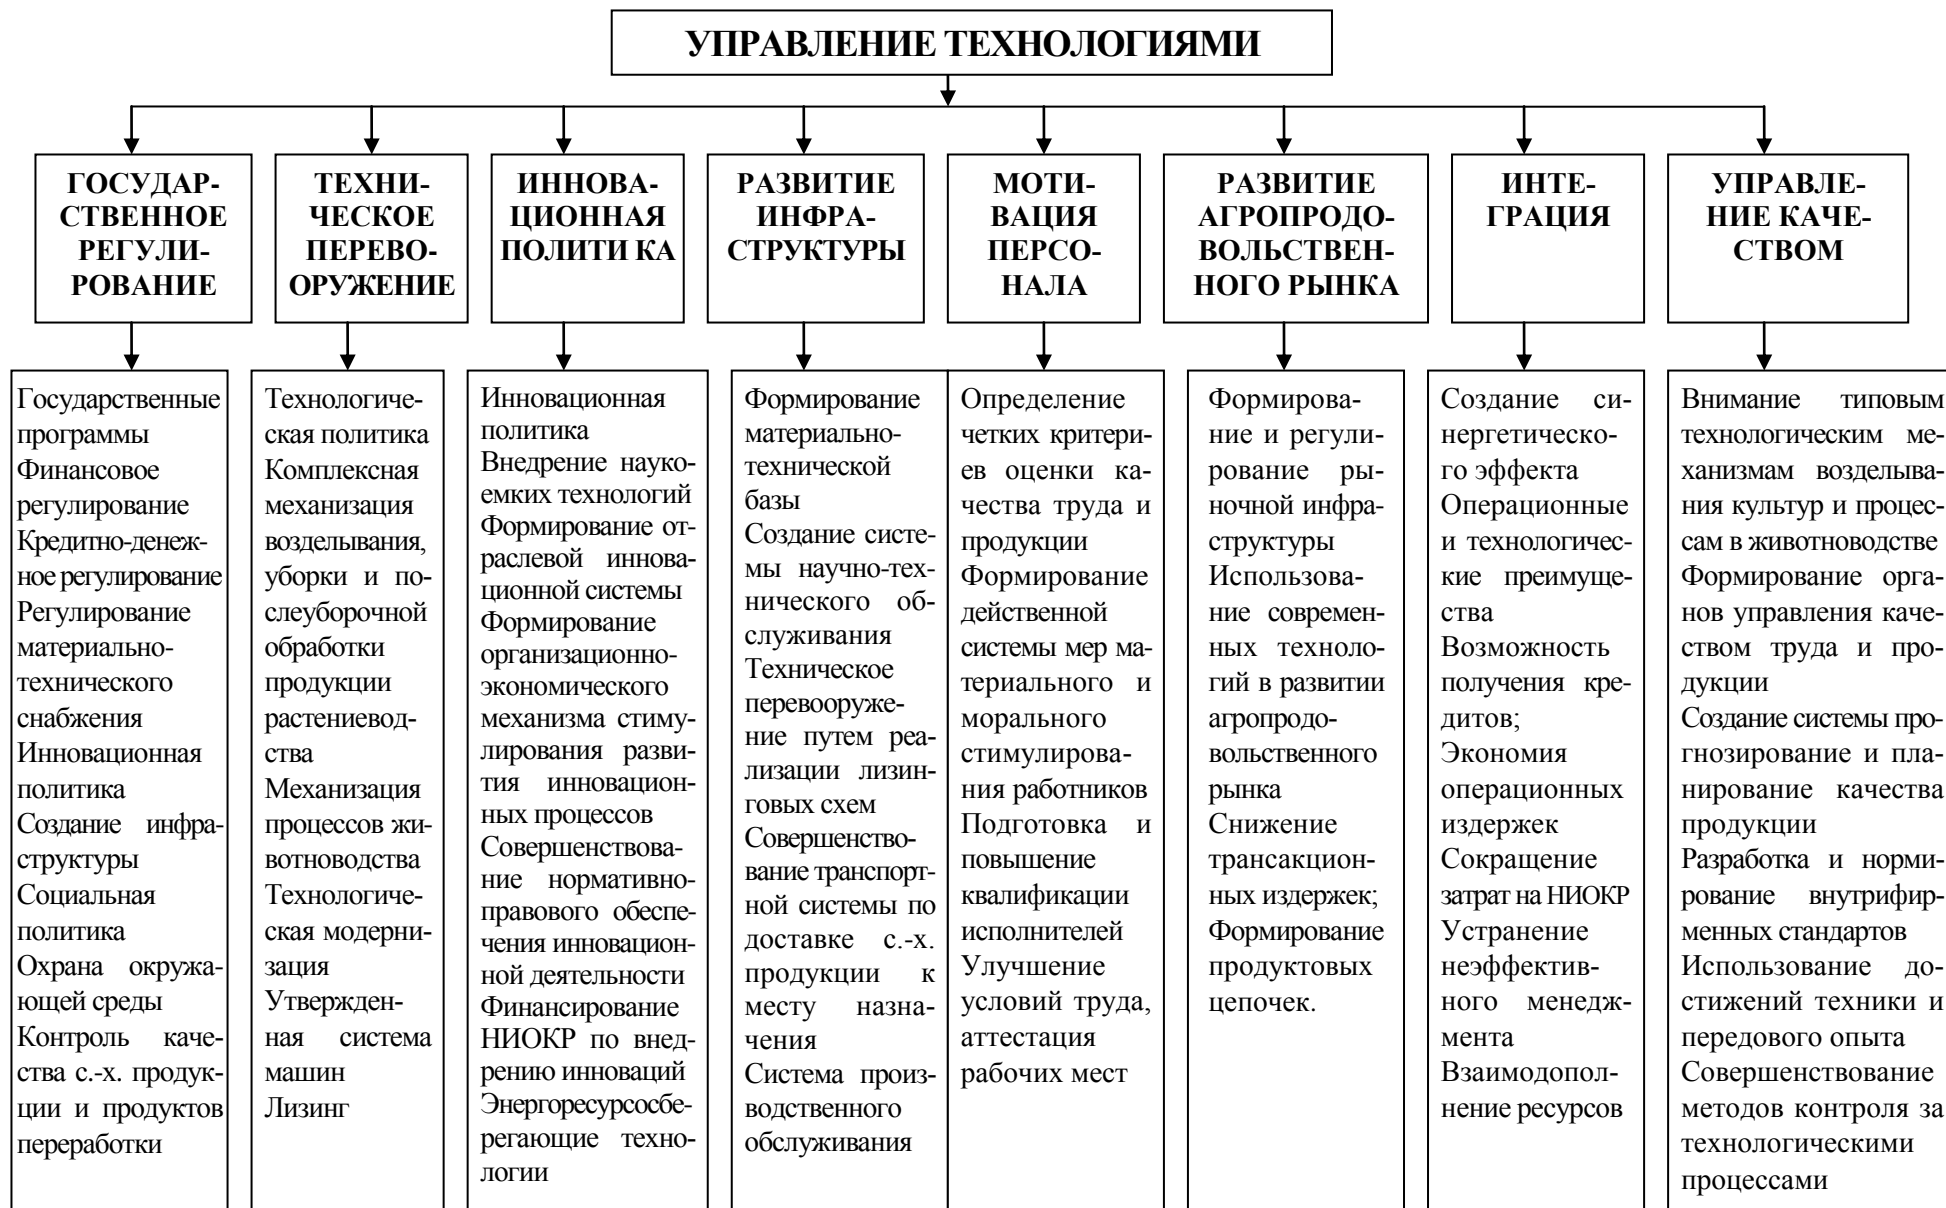 УПРАВЛЕНИЕ ТЕХНОЛОГИЯМИ
ГОСУДАР-
СТВЕННОЕ
РЕГУЛИ-
РОВАНИЕ
ТЕХНИ-
ЧЕСКОЕ
ПЕРЕВО-
ОРУЖЕНИЕ
ИННОВА-
ЦИОННАЯ
ПОЛИТИ КА
РАЗВИТИЕ
ИНФРА-
СТРУКТУРЫ
МОТИ-
ВАЦИЯ
ПЕРСО-
НАЛА
РАЗВИТИЕ
АГРОПРОДО-
ВОЛЬСТВЕН-
НОГО РЫНКА
ИНТЕ-
ГРАЦИЯ
УПРАВЛЕ-
НИЕ КАЧЕ-
СТВОМ
Государственные
программы
Финансовое
регулирование
Кредитно-денеж-
ное регулирование
Регулирование
материально-
технического
снабжения
Инновационная
политика
Создание инфра-
структуры
Социальная
политика
Охрана окружа-
ющей среды
Контроль каче-
ства с.-х. продук-
ции и продуктов
переработки
Технологиче-
ская политика
Комплексная
механизация
возделывания,
уборки и по-
слеуборочной
обработки
продукции
растениевод-
ства
Механизация
процессов жи-
вотноводства
Технологиче-
ская модерни-
зация
Утвержден-
ная система
машин
Лизинг
Инновационная
политика
Внедрение науко-
емких технологий
Формирование от-
раслевой иннова-
ционной системы
Формирование
организационно-
экономического
механизма стиму-
лирования разви-
тия инновацион-
ных процессов
Совершенствова-
ние нормативно-
правового обеспе-
чения инновацион-
ной деятельности
Финансирование
НИОКР по внед-
рению инноваций
Энергоресурсосбе-
регающие техно-
логии
Формирование
материально-
технической
базы
Создание систе-
мы научно-тех-
нического об-
служивания
Техническое
перевооруже-
ние путем реа-
лизации лизин-
говых схем
Совершенство-
вание транспорт-
ной системы по
доставке с.-х.
продукции к
месту назна-
чения
Система произ-
водственного
обслуживания
Определение
четких критери-
ев оценки ка-
чества труда и
продукции
Формирование
действенной
системы мер ма-
териального и
морального
стимулирова-
ния работников
Подготовка и
повышение
квалификации
исполнителей
Улучшение
условий труда,
аттестация
рабочих мест
Формирова-
ние и регули-
рование ры-
ночной инфра-
структуры
Использова-
ние современ-
ных техноло-
гий в развитии
агропродо-
вольственного
рынка
Снижение
трансакцион-
ных издержек;
Формирование
продуктовых
цепочек.
Создание си-
нергетическо-
го эффекта
Операционные
и технологичес-
кие преимуще-
ства
Возможность
получения кре-
дитов;
Экономия
операционных
издержек
Сокращение
затрат на НИОКР
Устранение
неэффектив-
ного менедж-
мента
Взаимодопол-
нение ресурсов
Внимание типовым
технологическим ме-
ханизмам возделыва-
ния культур и процес-
сам в животноводстве
Формирование орга-
нов управления каче-
ством труда и про-
дукции
Создание системы про-
гнозирование и пла-
нирование качества
продукции
Разработка и норми-
рование внутрифир-
менных стандартов
Использование до-
стижений техники и
передового опыта
Совершенствование
методов контроля за
технологическими
процессами